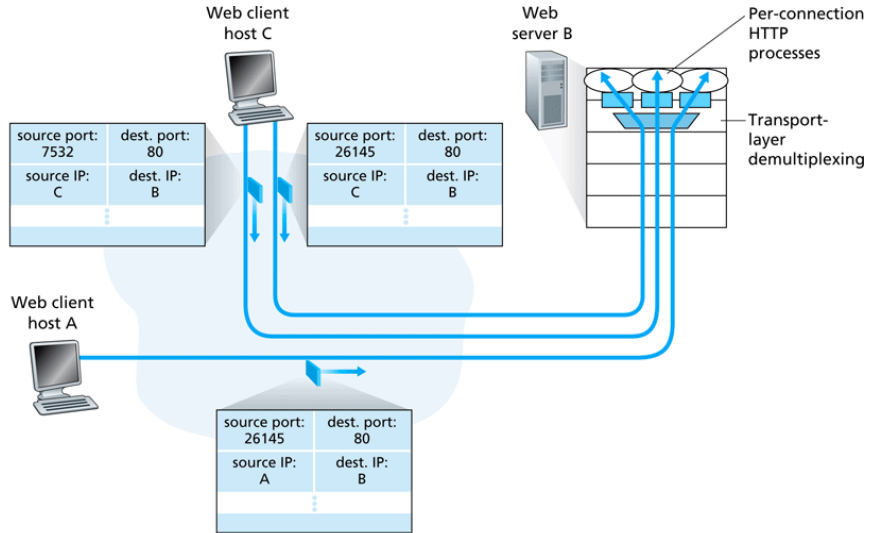 Web client
host C
Web
server B
Per-connection
HTTP
processes
Transport-
layer
demultiplexing
source port:
7532
dest. port:
80
source IP:
C
dest. IP:
B
source port:
26145
dest. port:
80
source IP:
C
dest. IP:
B
Web client
host A
source port:
26145
dest. port:
80
source IP:
A
dest. IP:
B